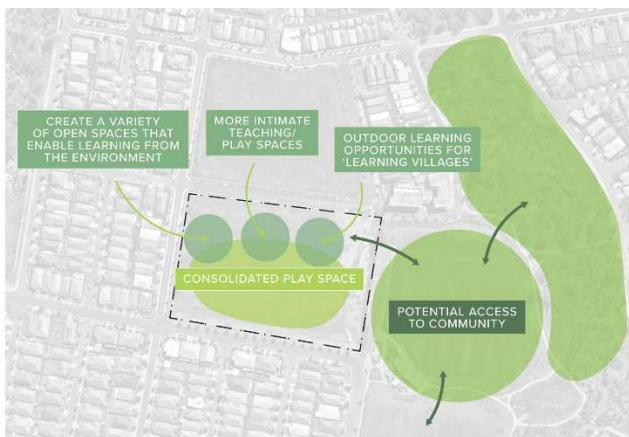 CREATE A VARIETY
OF OPEN SPACES THAT
ENABLE LEARNING FROM
THE ENVIRONMENT
MORE INTIMATE
TEACHING/
PLAY SPACES
OUTDOOR LEARNING
OPPORTUNITIES FOR
'LEARNING VILLAGES'
CONSOLIDATED PLAY SPACE
POTENTIAL ACCESS
TO COMMUNITY